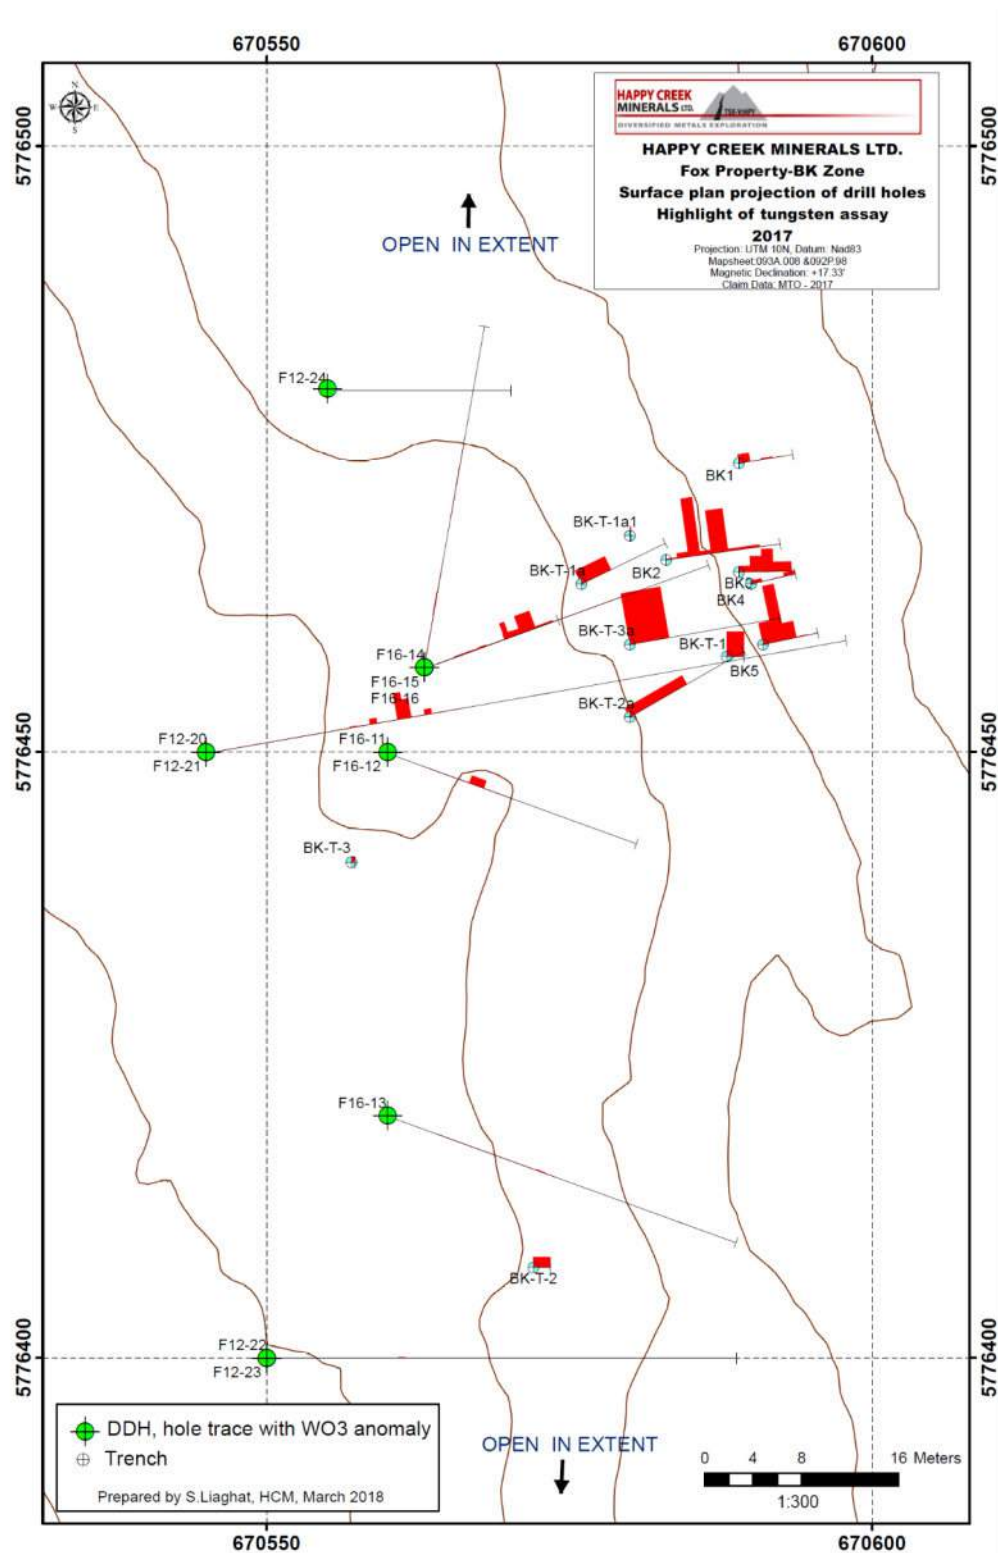 670550
670600
5776500
5776500
N
W
E
S
HAPPY CREEK
MINERALS LTD.
DIVERSIFIED METALS EXPLORATION
HAPPY CREEK MINERALS LTD.
Fox Property-BK Zone
Surface plan projection of drill holes
Highlight of tungsten assay
2017
Projection: UTM 10N, Datum: Nad83
Mapsheet:093A.008 &092P.98
Magnetic Declination: +17.33'
Claim Data: MTO - 2017
OPEN IN EXTENT
F12-24
BK1
BK-T-1a1
BK-T-1a
BK2
BK3
BK4
BK-T-3a
BK-T-1
BK5
F16-14
F16-15
F16-16
BK-T-2a
F12-20
F12-21
F16-11
F16-12
5776450
5776450
BK-T-3
F16-13
BK-T-2
F12-22
F12-23
5776400
5776400
DDH, hole trace with WO3 anomaly
Trench
Prepared by S.Liaghat, HCM, March 2018
OPEN IN EXTENT
0 4 8 16 Meters
1:300
670550
670600